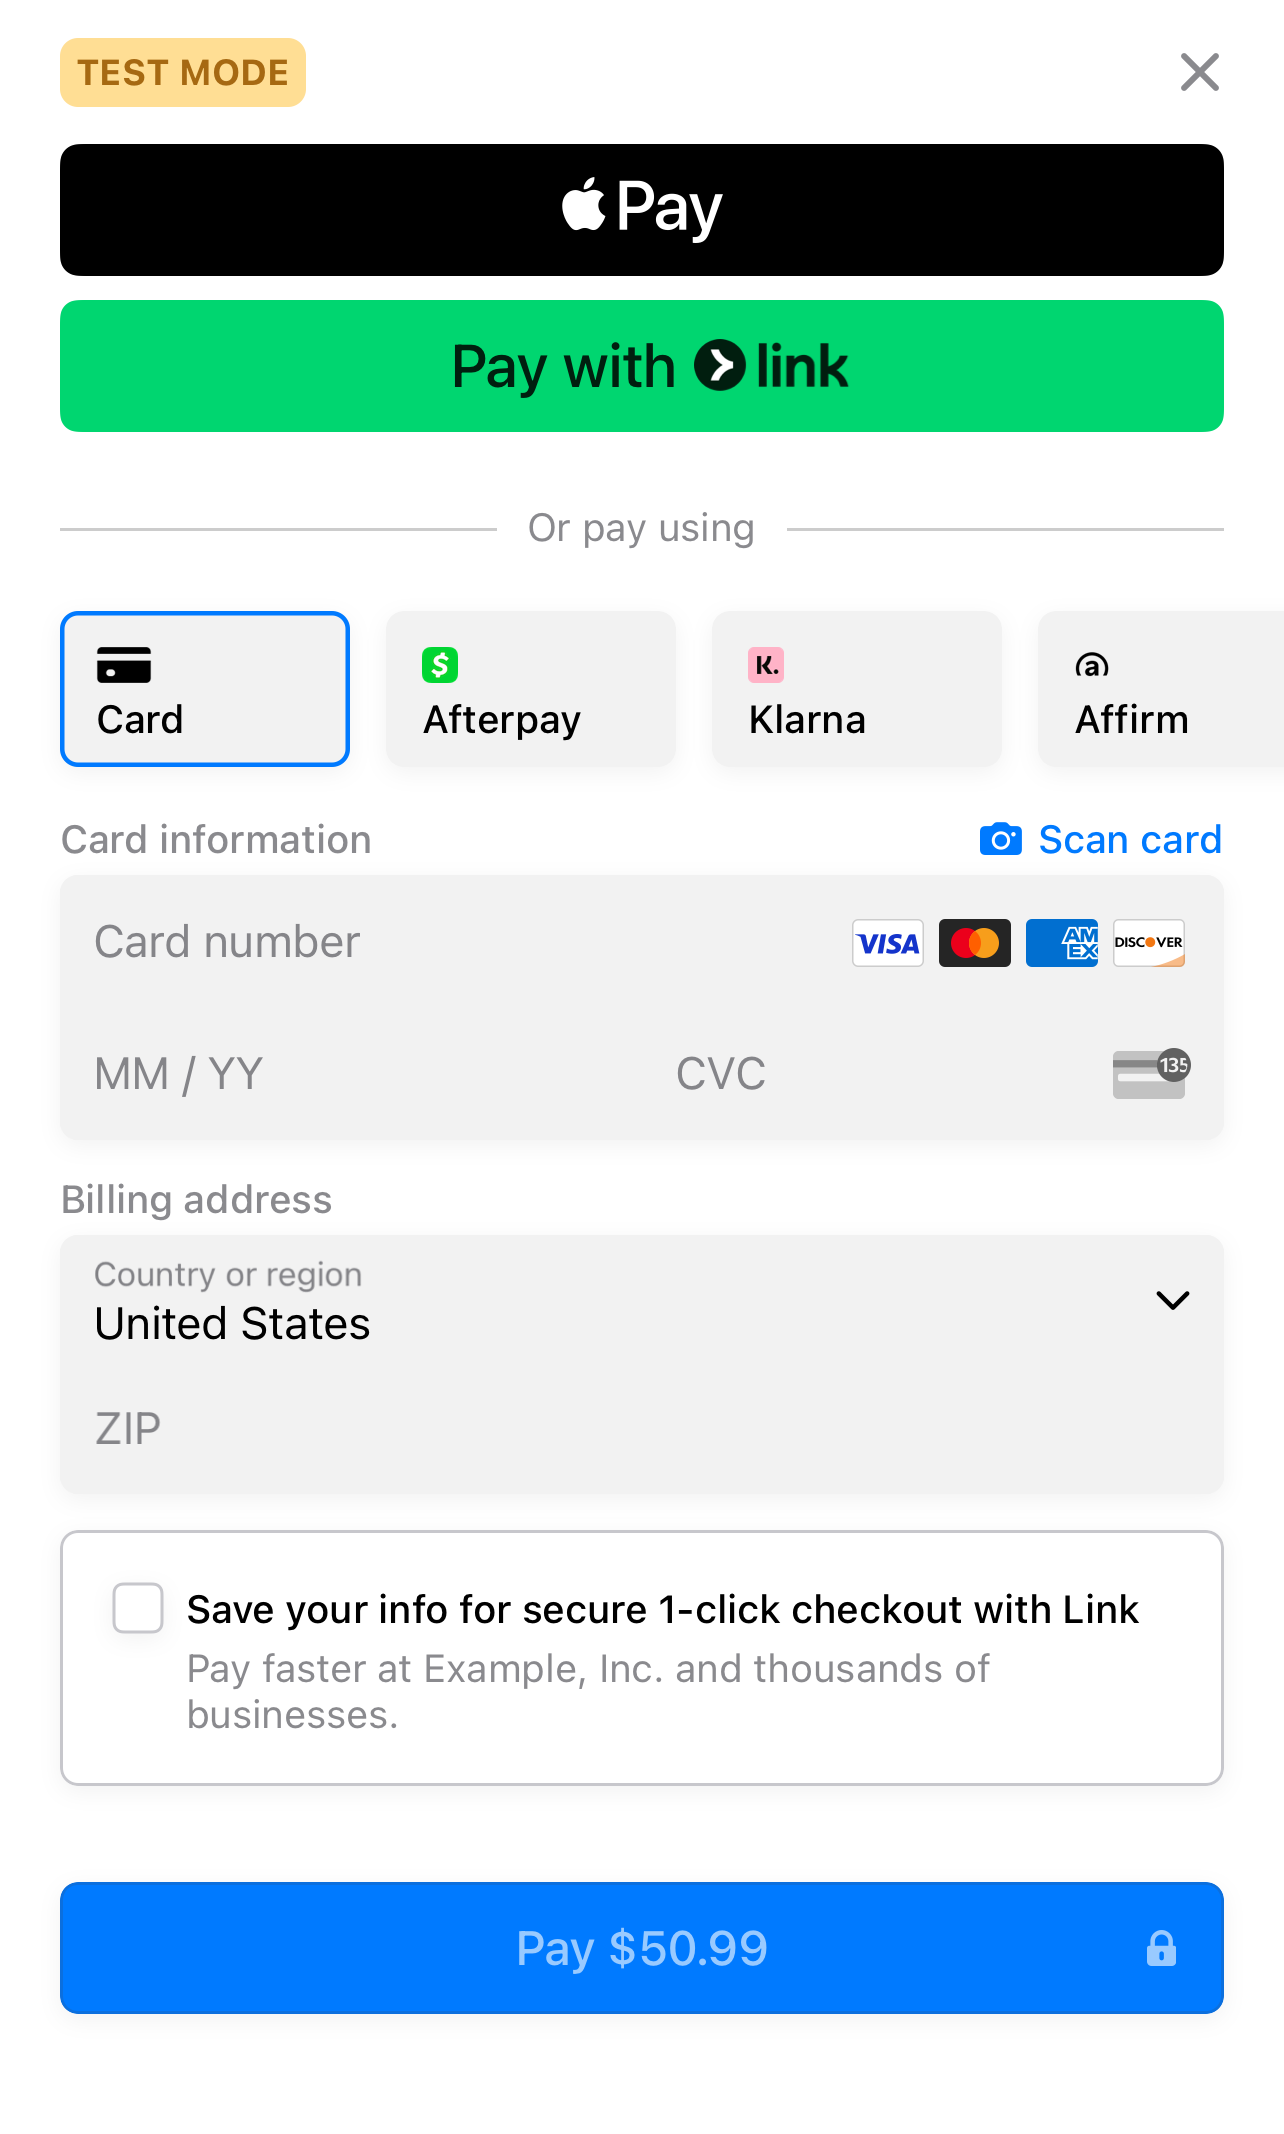 TEST MODE
Pay
Pay with link
Or pay using
Card
Afterpay
K.
Klarna
a
Affirm
Card information
Scan card
Card number
VISA
AM
EX
DISCOVER
MM / YY
CVC
135
Billing address
Country or region
United States
ZIP
Save your info for secure 1-click checkout with Link
Pay faster at Example, Inc. and thousands of
businesses.
Pay $50.99